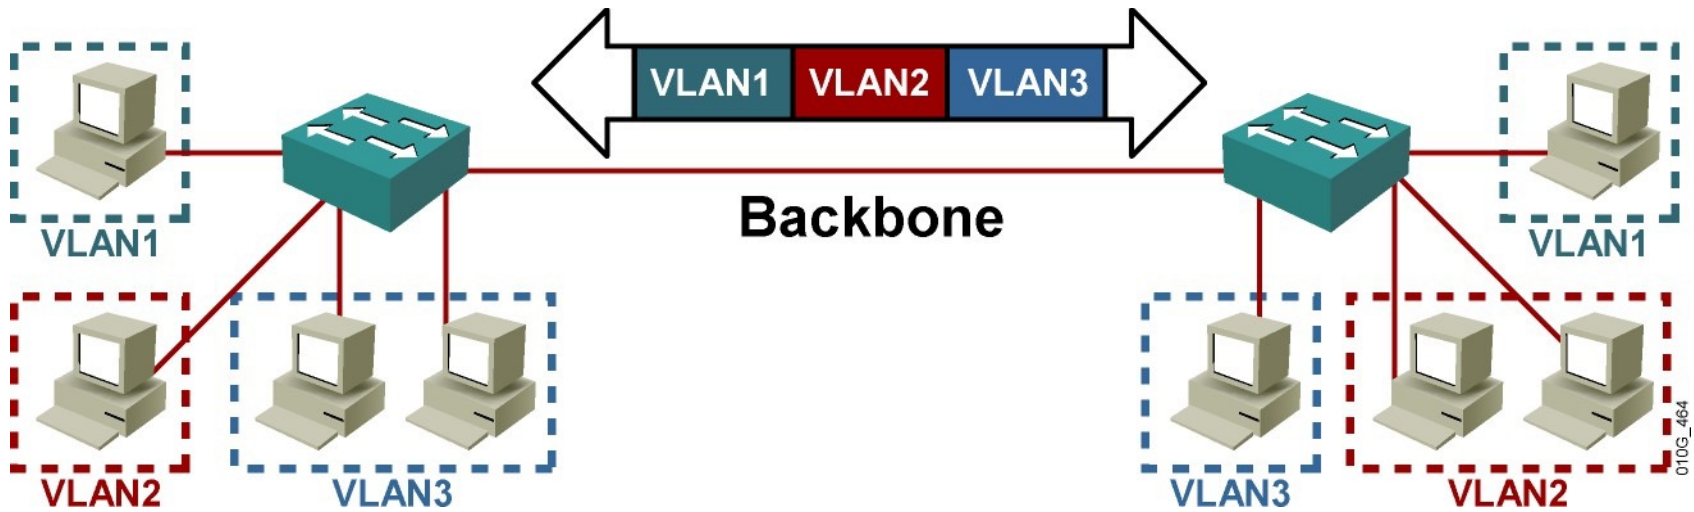 VLAN1 VLAN2 VLAN3
Backbone
VLAN1
VLAN1
VLAN2
VLAN3
VLAN3
VLAN2
010G_464